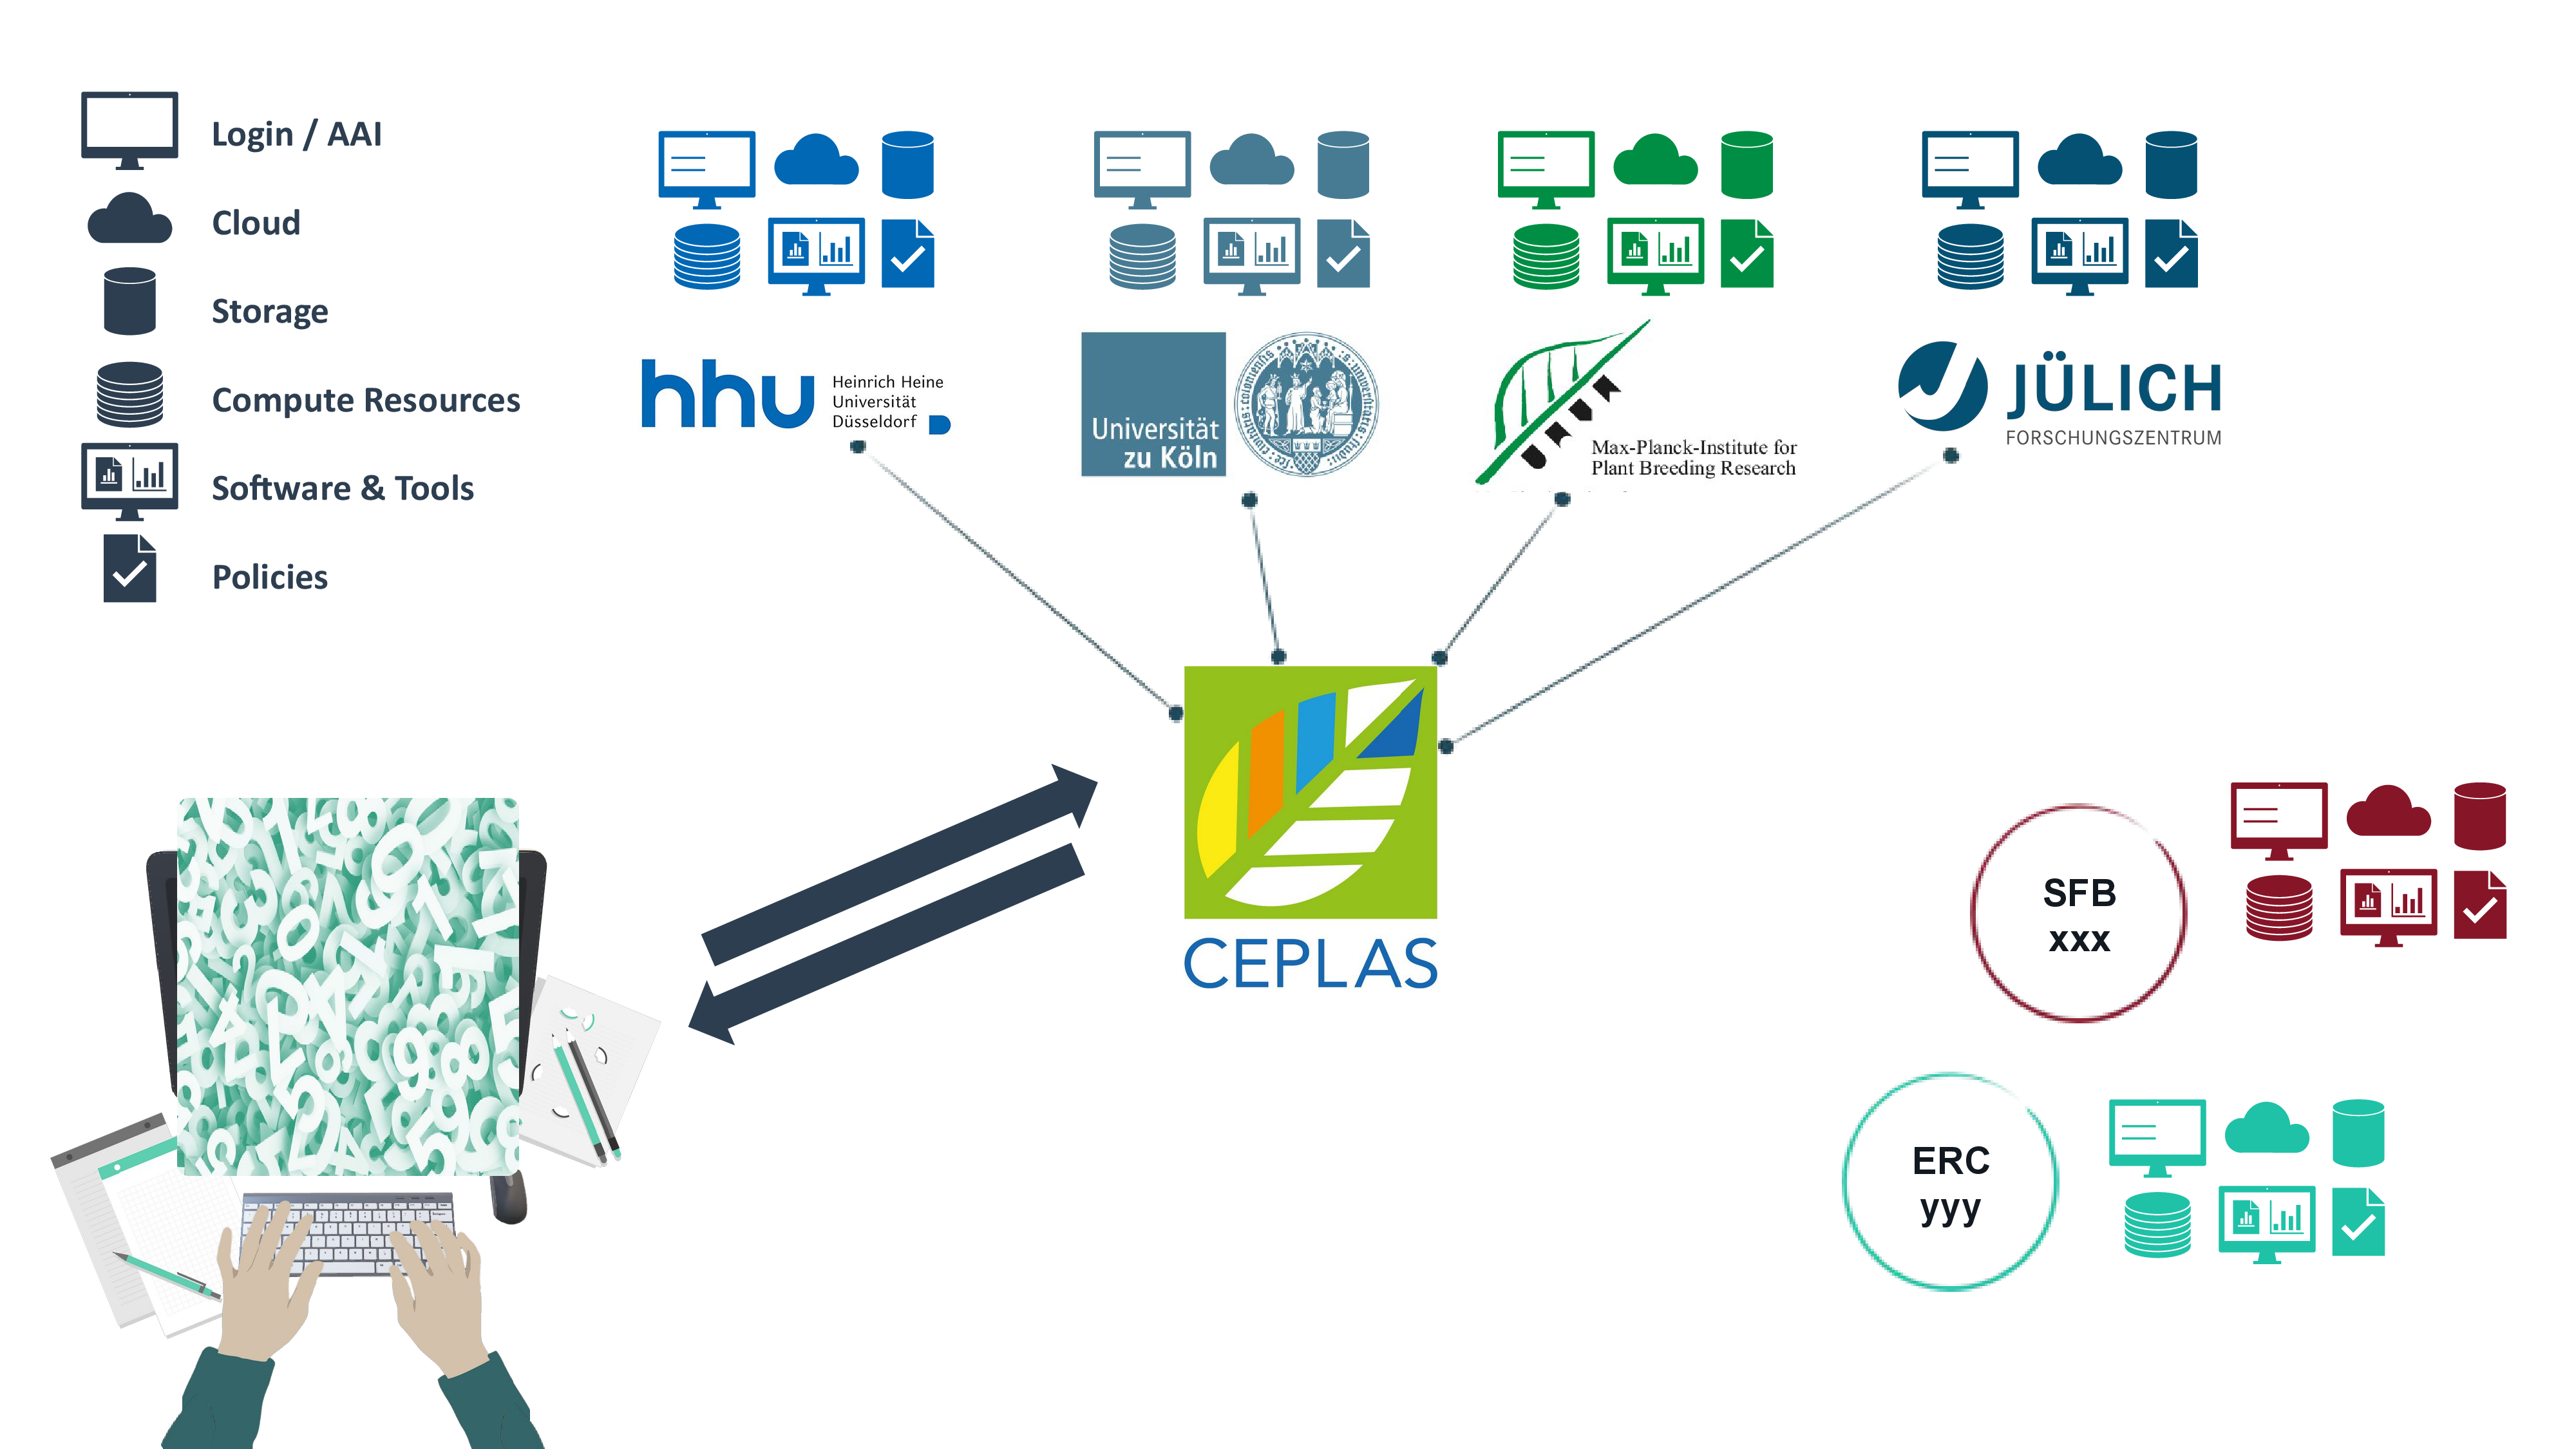 Login / AAI
Cloud
Storage
Compute Resources
Software & Tools
Policies
hhu
Heinrich Heine
Universität
Düsseldorf
Universität
zu Köln
Max-Planck-Institute for
Plant Breeding Research
JÜLICH
FORSCHUNGSZENTRUM
CEPLAS
SFB
xxx
ERC
yyy